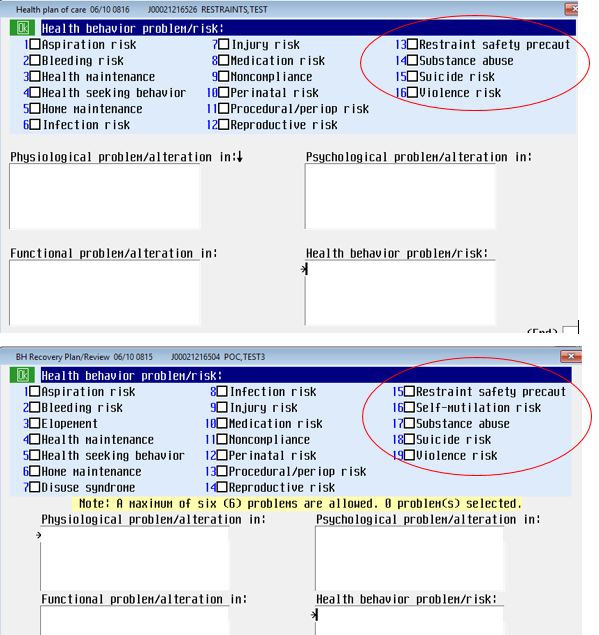 Health plan of care 06/10 0816 J00021216526 RESTRAINTS,TEST
Ok Health behavior problem/risk:
1 Aspiration risk 7 Injury risk 13 Restraint safety precaut
2 Bleeding risk 8 Medication risk 14 Substance abuse
3 Health maintenance 9 Noncompliance 15 Suicide risk
4 Health seeking behavior 10 Perinatal risk 16 Violence risk
5 Home maintenance 11 Procedural/periop risk
6 Infection risk 12 Reproductive risk
Physiological problem/alteration in:↓ Psychological problem/alteration in:
Functional problem/alteration in: Health behavior problem/risk:
(End)
BH Recovery Plan/Review 06/10 0815 J00021216504 POC,TEST3
Ok Health behavior problem/risk:
1 Aspiration risk 8 Infection risk 15 Restraint safety precaut
2 Bleeding risk 9 Injury risk 16 Self-mutilation risk
3 Elopement 10 Medication risk 17 Substance abuse
4 Health maintenance 11 Noncompliance 18 Suicide risk
5 Health seeking behavior 12 Perinatal risk 19 Violence risk
6 Home maintenance 13 Procedural/periop risk
7 Disuse syndrome 14 Reproductive risk
Note: A maximum of six (6) problems are allowed. 0 problem(s) selected.
Physiological problem/alteration in: Psychological problem/alteration in:
Functional problem/alteration in: Health behavior problem/risk: